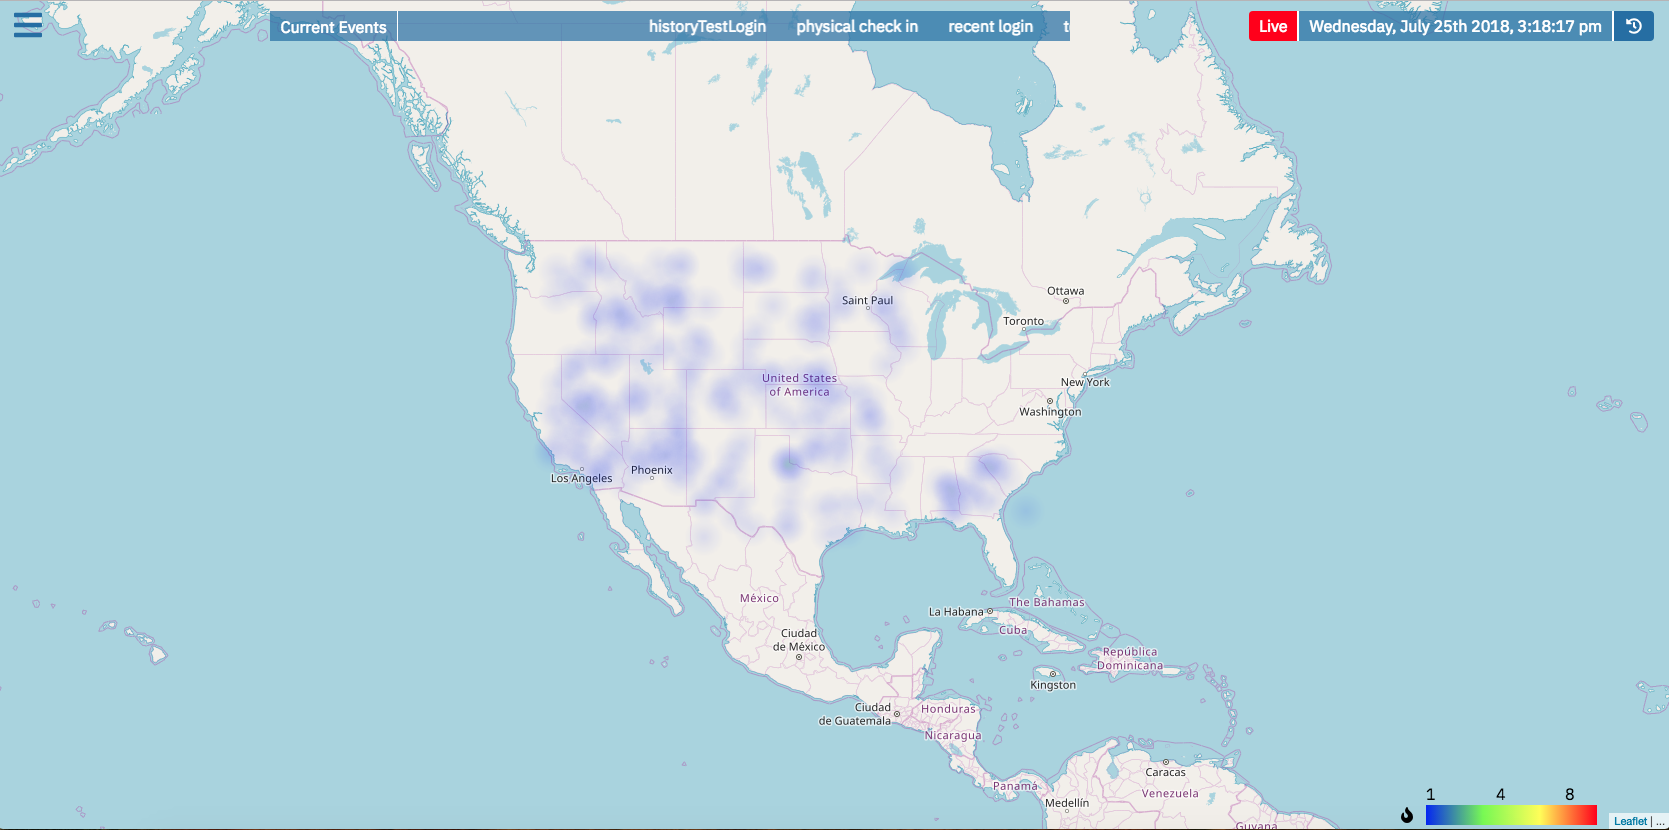 Current Events
historyTestLogin physical check in recent login t
Live Wednesday, July 25th 2018, 3:18:17 pm
Ottawa
Saint Paul
Toronto
United States
of America
New York
Washington
Phoenix
Los Angeles
México
The Bahamas
La Habana
Cuba
Ciudad
de México
República
Dominicana
Kingston
Ciudad
de Guatemala
Honduras
Nicaragua
Caracas
Panamá
Venezuela
Medellín
Guyana
1 4 8
Leaflet | ...